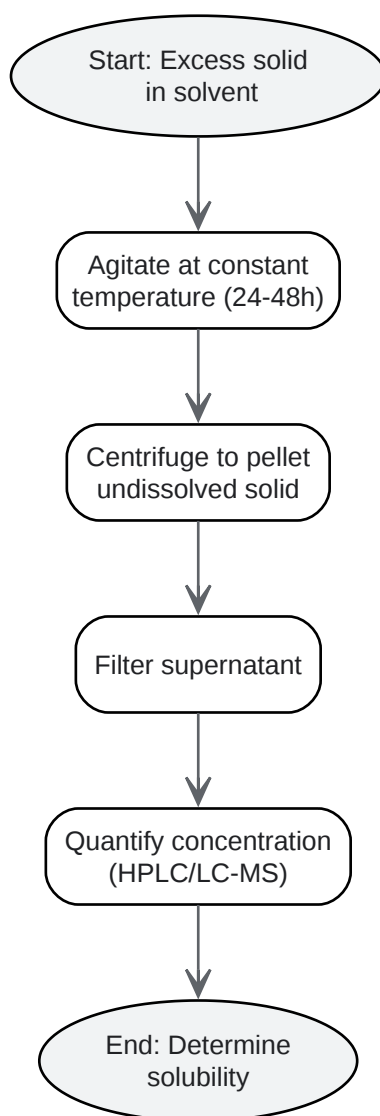 Start: Excess solid
in solvent
Agitate at constant
temperature (24-48h)
Centrifuge to pellet
undissolved solid
Filter supernatant
Quantify concentration
(HPLC/LC-MS)
End: Determine
solubility